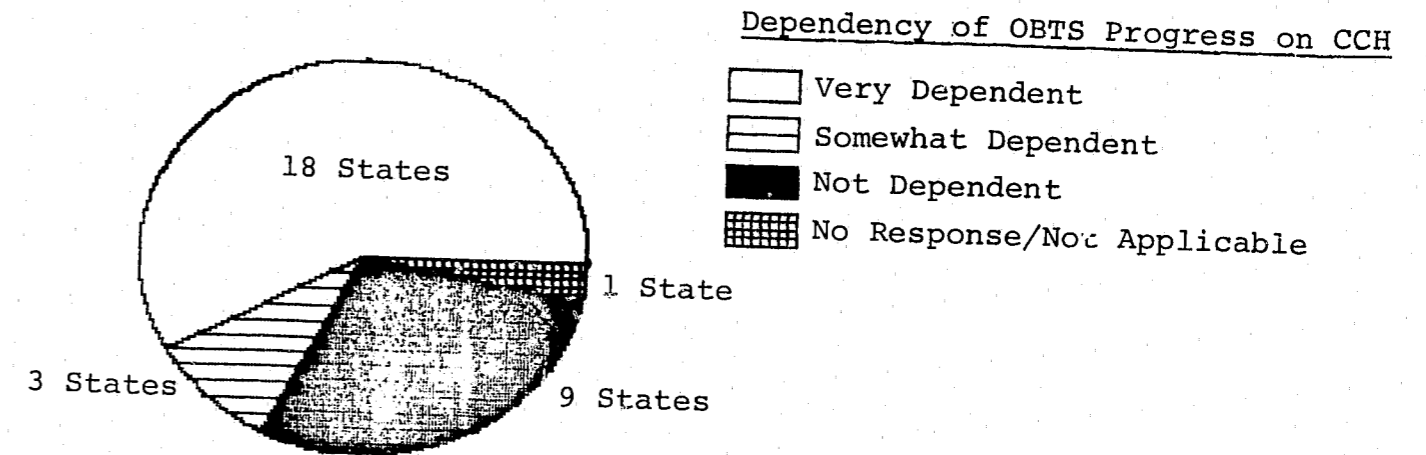 Dependency of OBTS Progress on CCH
Very Dependent
Somewhat Dependent
Not Dependent
No Response/Not Applicable
18 States
1 State
3 States
9 States